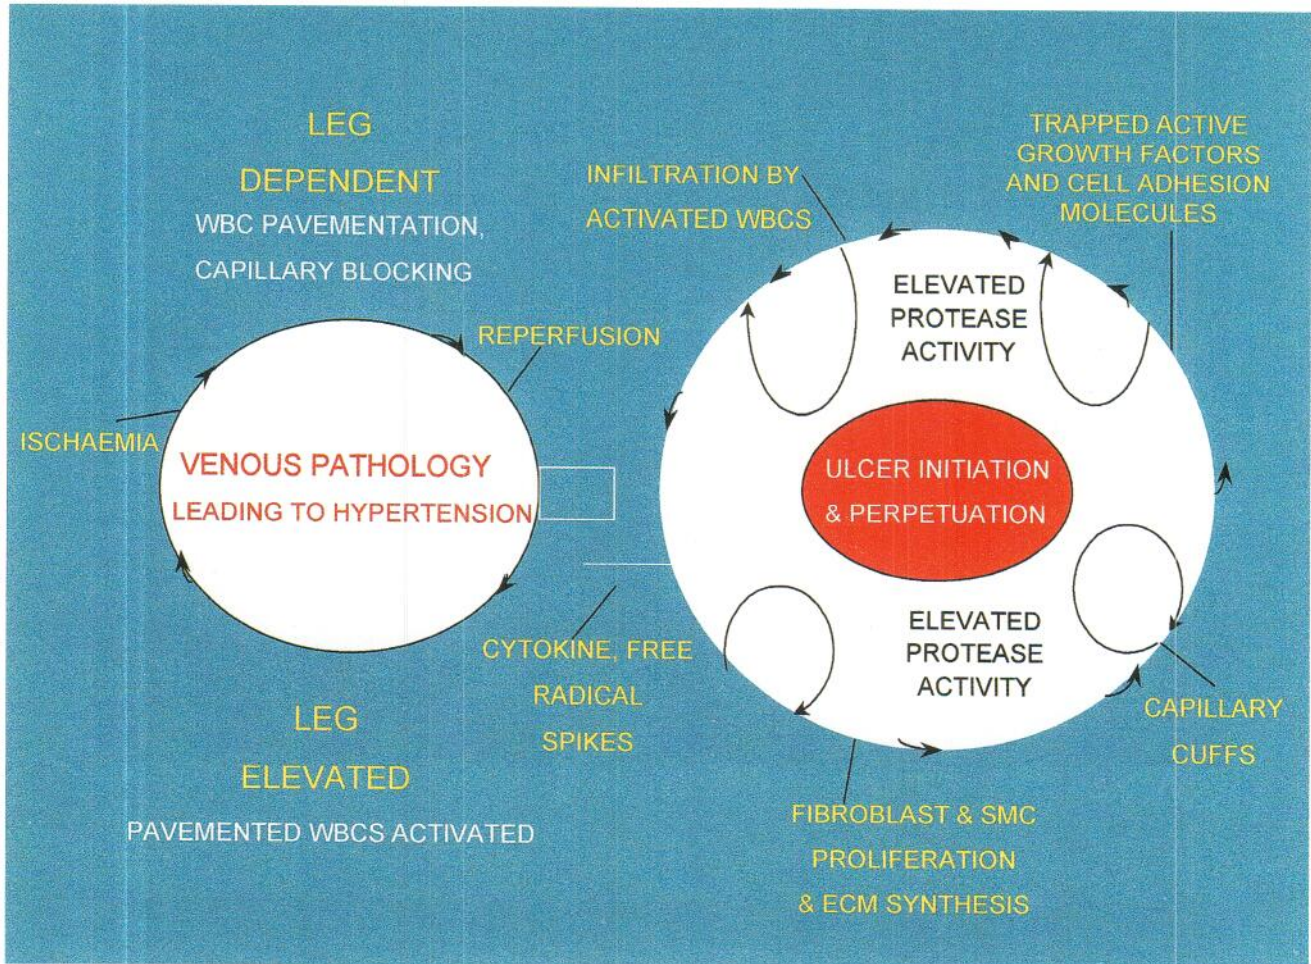 LEG
DEPENDENT
WBC PAVEMENTATION,
CAPILLARY BLOCKING
REPERFUSION
ISCHAEMIA
VENOUS PATHOLOGY
LEADING TO HYPERTENSION
LEG
ELEVATED
PAVEMENTED WBCS ACTIVATED
CYTOKINE, FREE
RADICAL
SPIKES
INFILTRATION BY
ACTIVATED WBCS
TRAPPED ACTIVE
GROWTH FACTORS
AND CELL ADHESION
MOLECULES
ELEVATED
PROTEASE
ACTIVITY
ULCER INITIATION
& PERPETUATION
ELEVATED
PROTEASE
ACTIVITY
CAPILLARY
CUFFS
FIBROBLAST & SMC
PROLIFERATION
& ECM SYNTHESIS